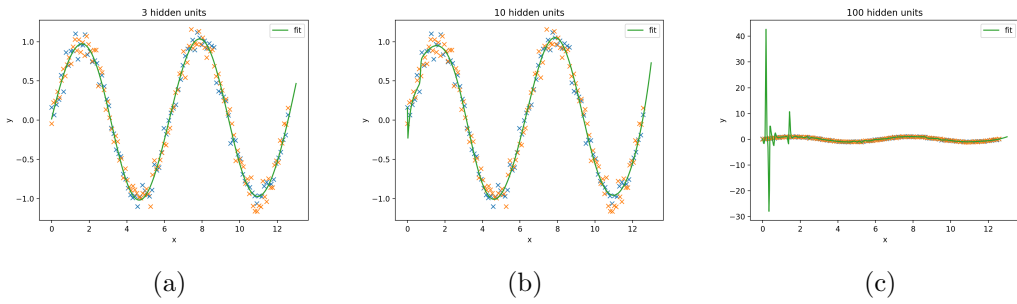 3 hidden units
fit
1.0
0.5
0.0
−0.5
−1.0
y
0 2 4 6 8 10 12
x
(a)
10 hidden units
fit
1.0
0.5
0.0
−0.5
−1.0
y
0 2 4 6 8 10 12
x
(b)
100 hidden units
fit
40
30
20
10
0
−10
−20
−30
y
0 2 4 6 8 10 12
x
(c)